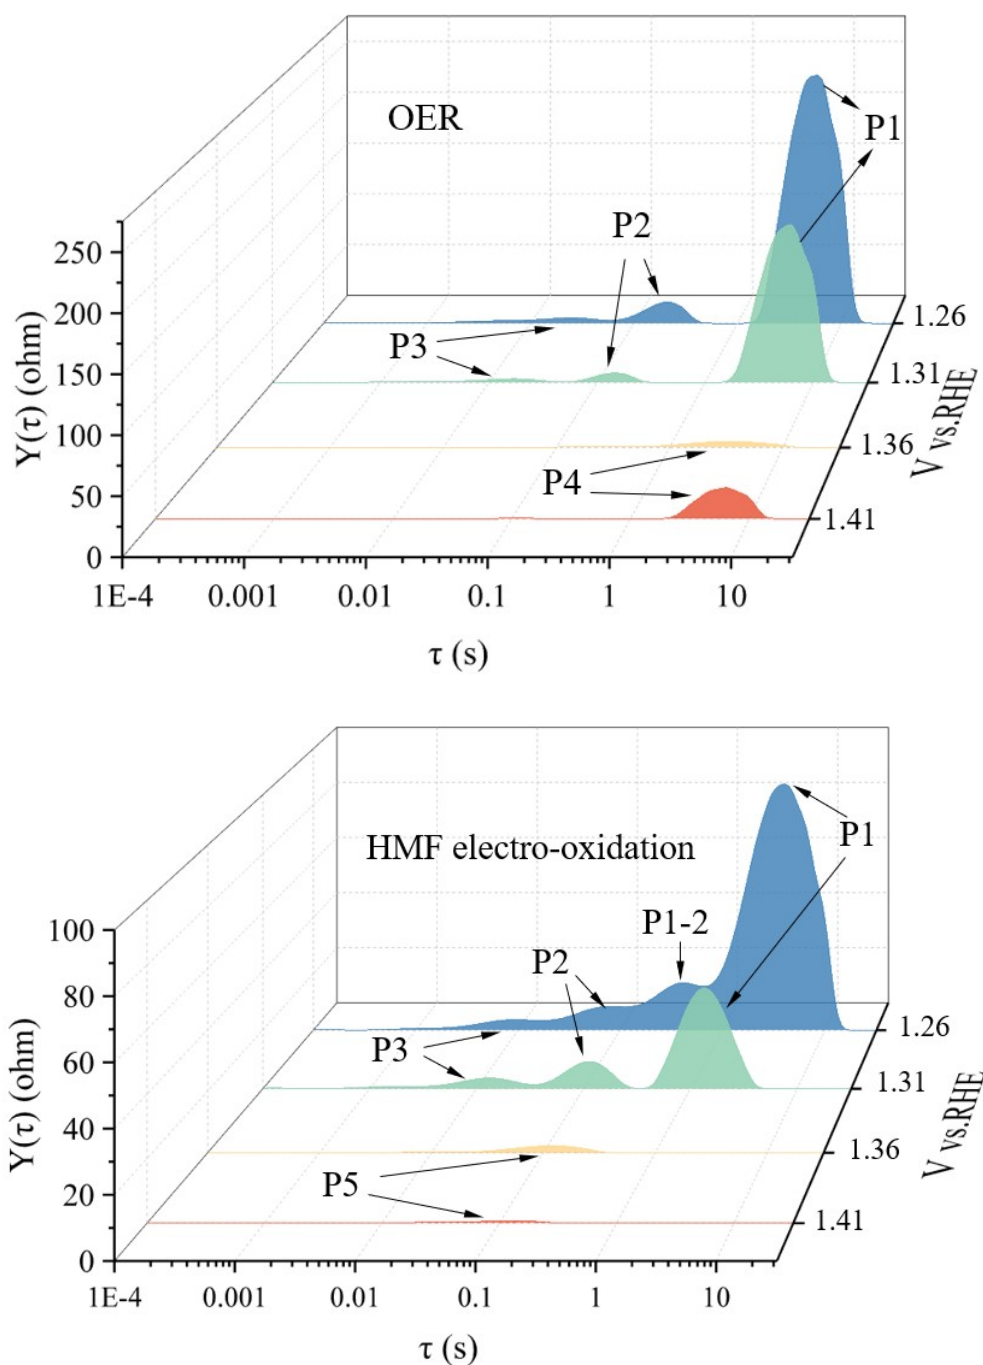 OER
P1
P2
P3
P4
250
200
150
100
50
0
Y(τ) (ohm)
1.26
1.31
1.36
1.41
V vs.RHE
1E-4 0.001 0.01 0.1 1 10
τ (s)
HMF electro-oxidation
P1
P1-2
P2
P3
P5
100
80
60
40
20
0
Y(τ) (ohm)
1.26
1.31
1.36
1.41
V vs.RHE
1E-4 0.001 0.01 0.1 1 10
τ (s)